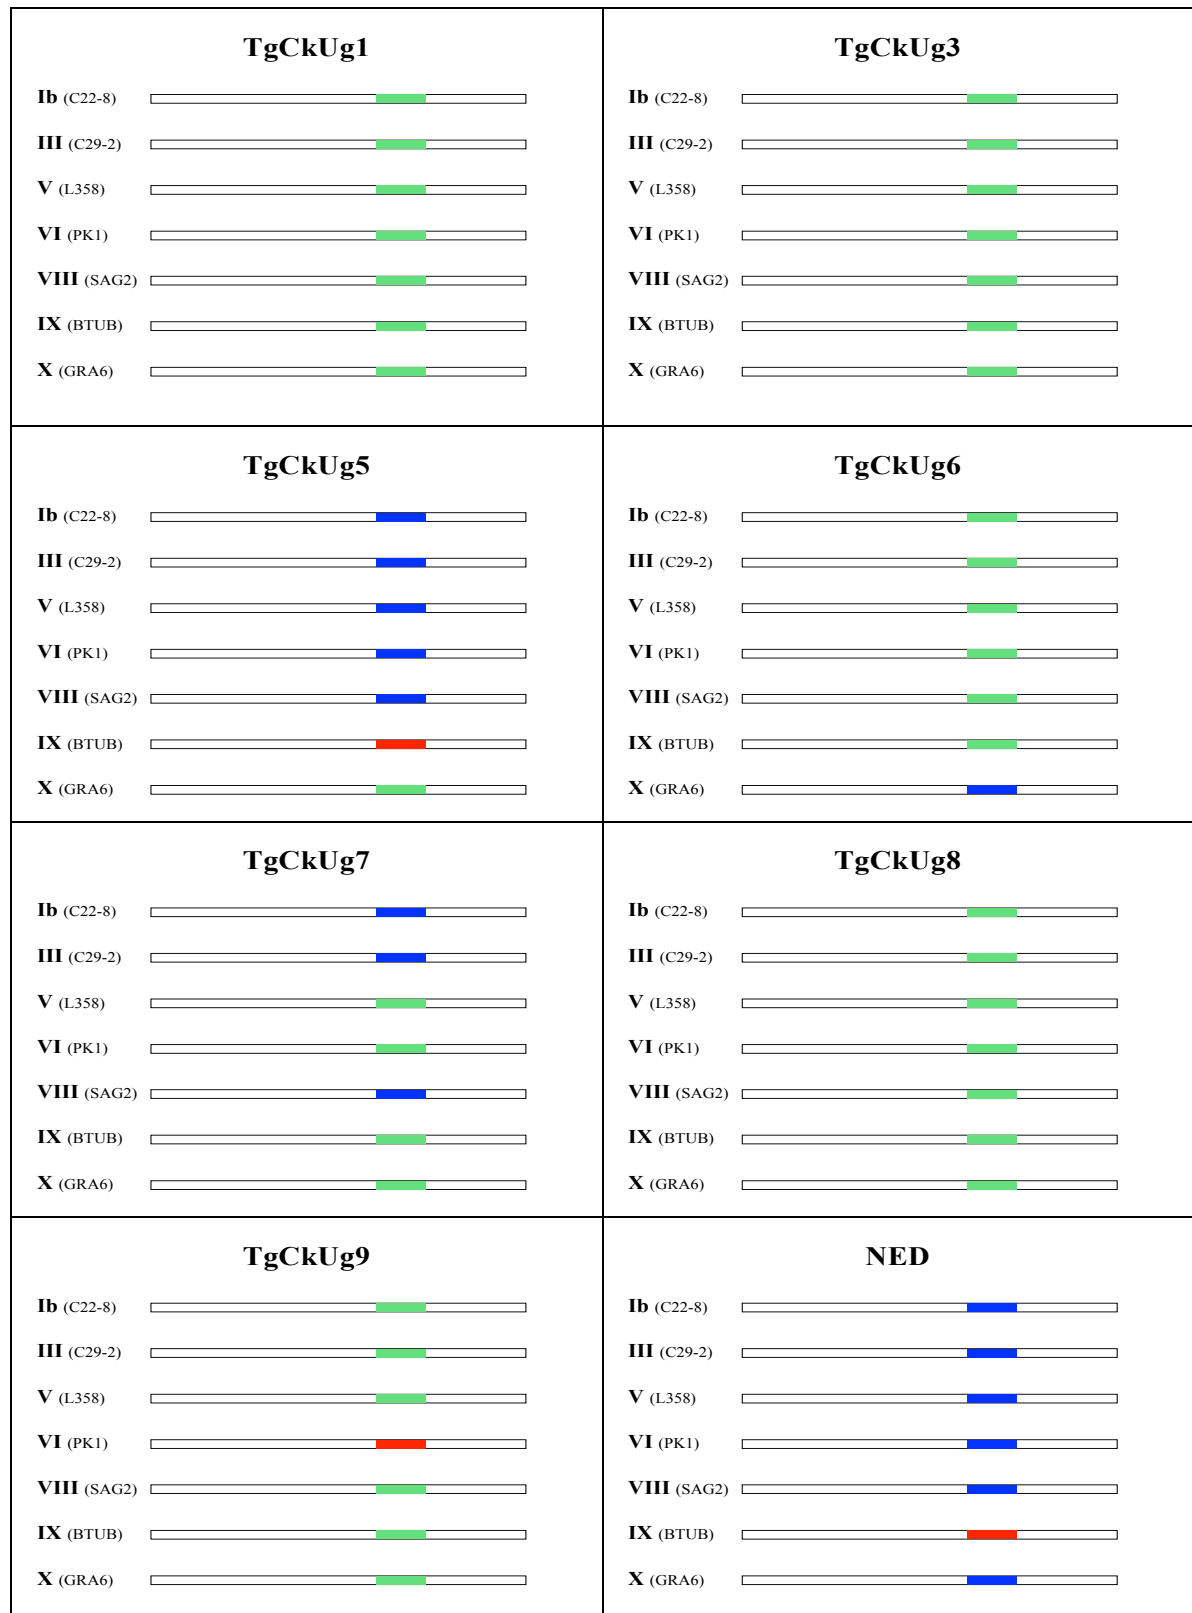 TgCkUg1
Ib (C22-8)
III (C29-2)
V (L358)
VI (PK1)
VIII (SAG2)
IX (BTUB)
X (GRA6)
TgCkUg3
Ib (C22-8)
III (C29-2)
V (L358)
VI (PK1)
VIII (SAG2)
IX (BTUB)
X (GRA6)
TgCkUg5
Ib (C22-8)
III (C29-2)
V (L358)
VI (PK1)
VIII (SAG2)
IX (BTUB)
X (GRA6)
TgCkUg6
Ib (C22-8)
III (C29-2)
V (L358)
VI (PK1)
VIII (SAG2)
IX (BTUB)
X (GRA6)
TgCkUg7
Ib (C22-8)
III (C29-2)
V (L358)
VI (PK1)
VIII (SAG2)
IX (BTUB)
X (GRA6)
TgCkUg8
Ib (C22-8)
III (C29-2)
V (L358)
VI (PK1)
VIII (SAG2)
IX (BTUB)
X (GRA6)
TgCkUg9
Ib (C22-8)
III (C29-2)
V (L358)
VI (PK1)
VIII (SAG2)
IX (BTUB)
X (GRA6)
NED
Ib (C22-8)
III (C29-2)
V (L358)
VI (PK1)
VIII (SAG2)
IX (BTUB)
X (GRA6)